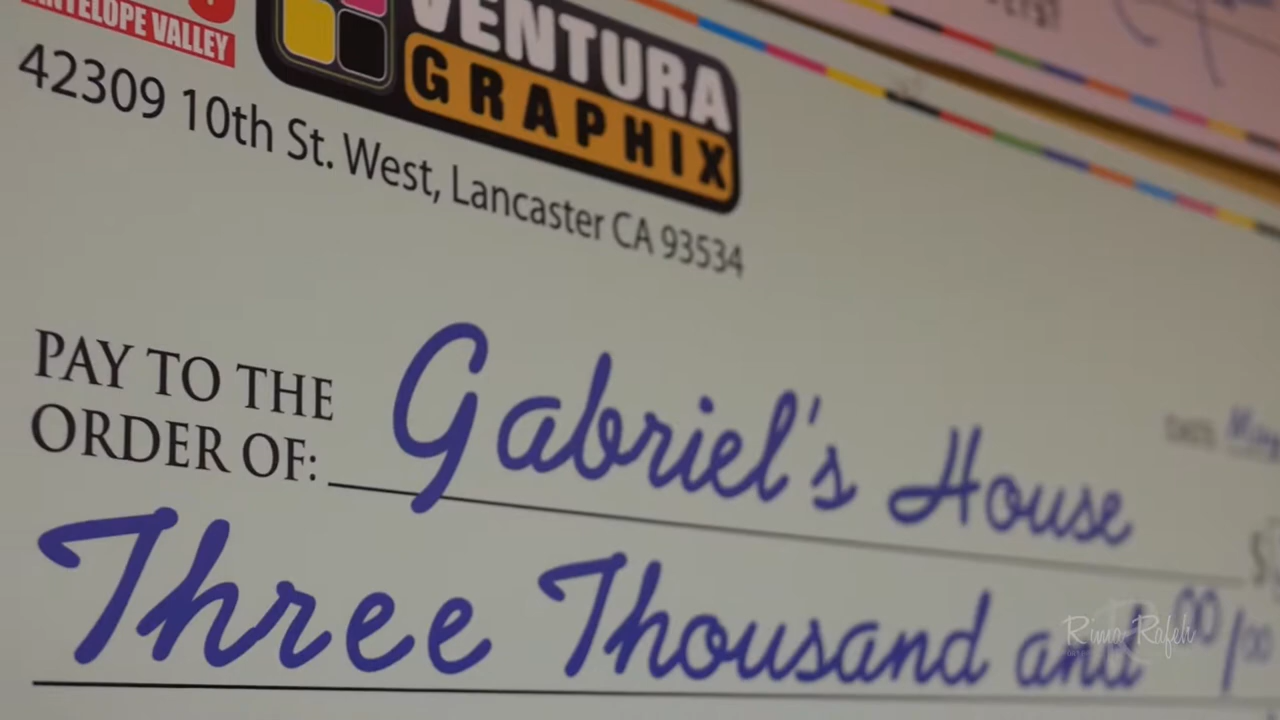 ANTELOPE VALLEY
VENTURA
GRAPHIX
42309 10th St. West, Lancaster CA 93534
PAY TO THE
ORDER OF: Gabriel's House
DATE
$
Three Thousand and 00/00
Rima Rafeh